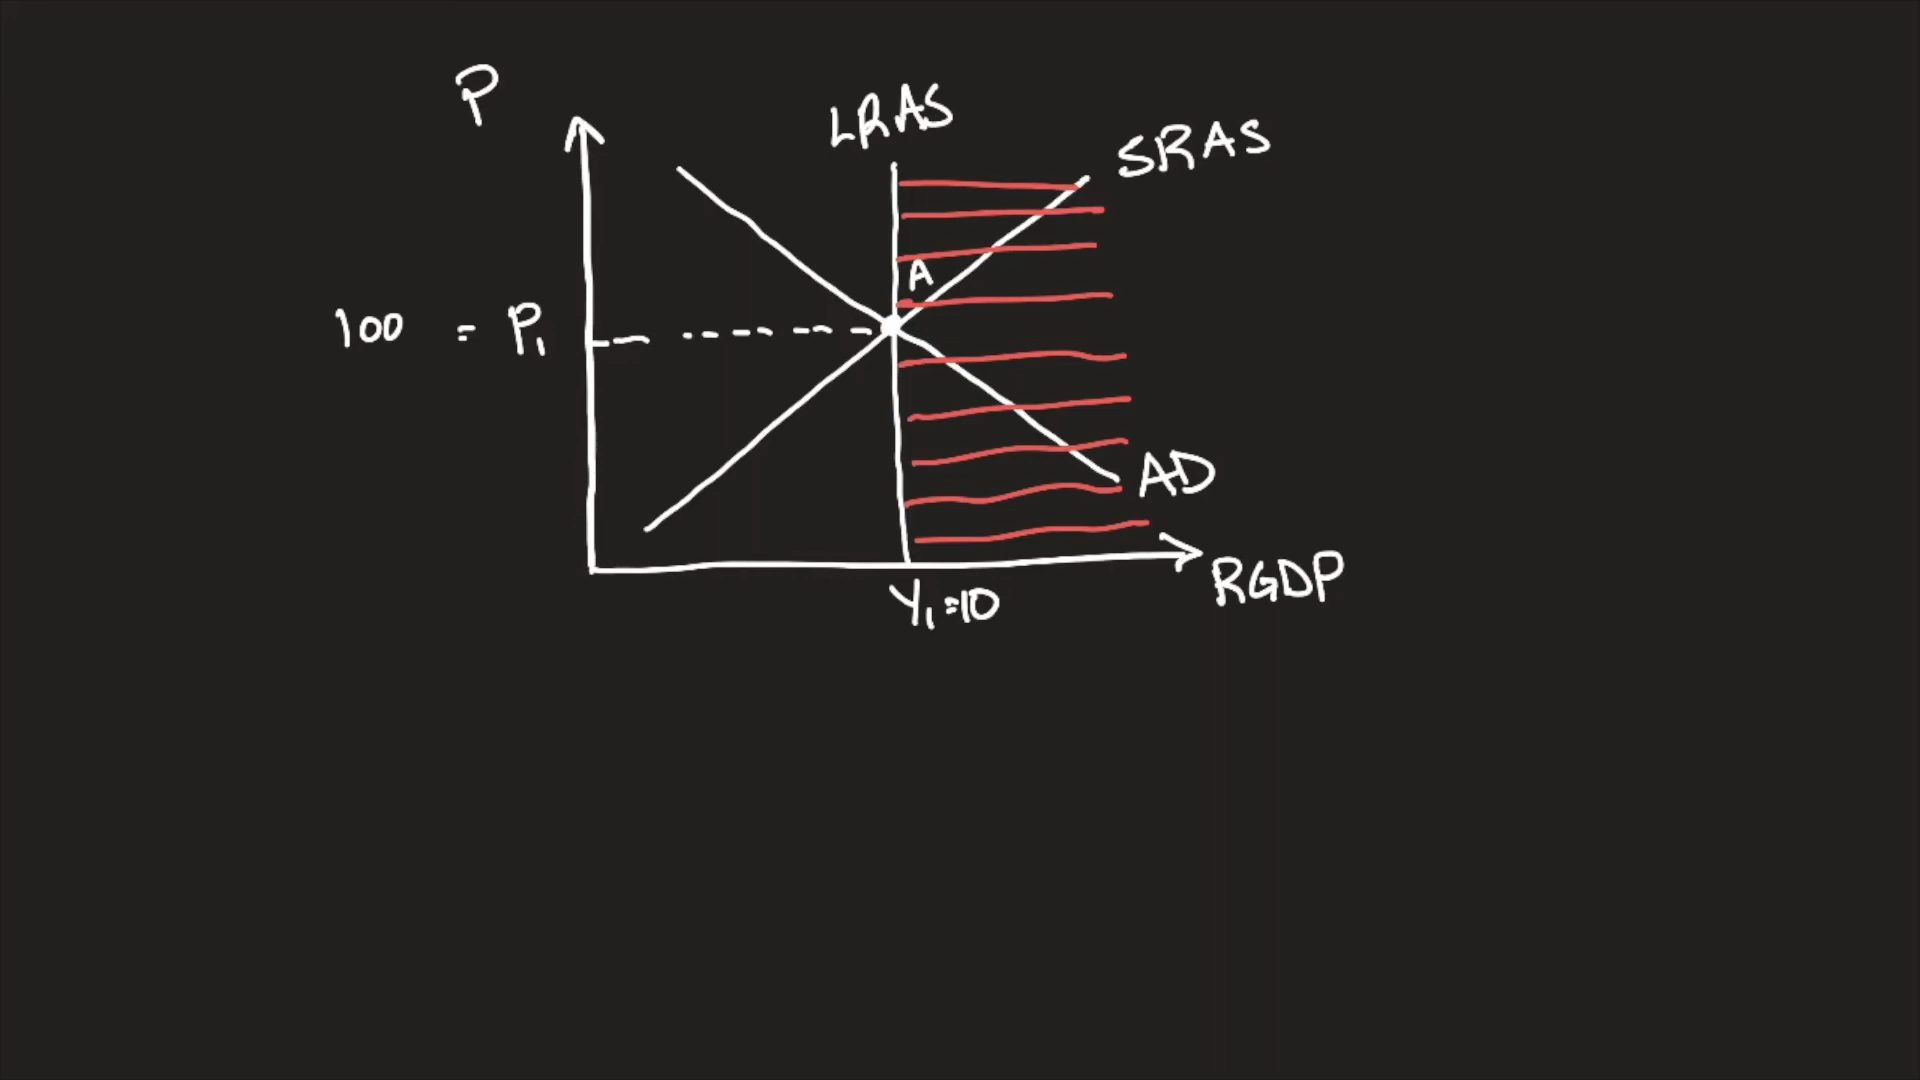 P
LRAS
SRAS
A
100 = P₁
AD
RGDP
Y₁=10